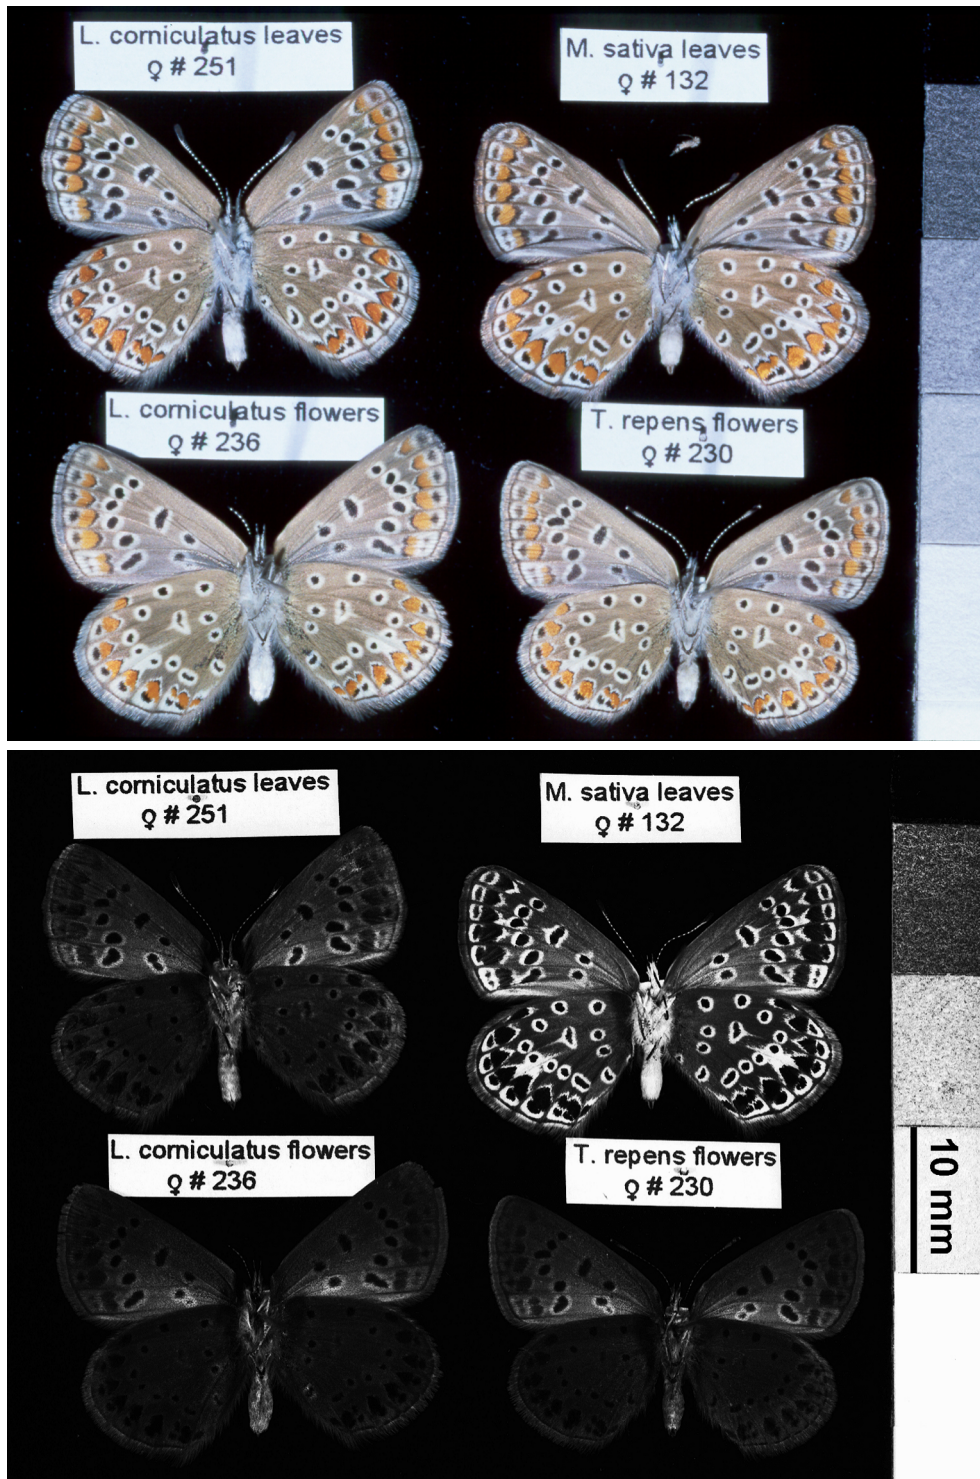 L. corniculatus leaves
♀ # 251
M. sativa leaves
♀ # 132
L. corniculatus flowers
♀ # 236
T. repens flowers
♀ # 230
L. corniculatus leaves
♀ # 251
M. sativa leaves
♀ # 132
L. corniculatus flowers
♀ # 236
T. repens flowers
♀ # 230
10 mm